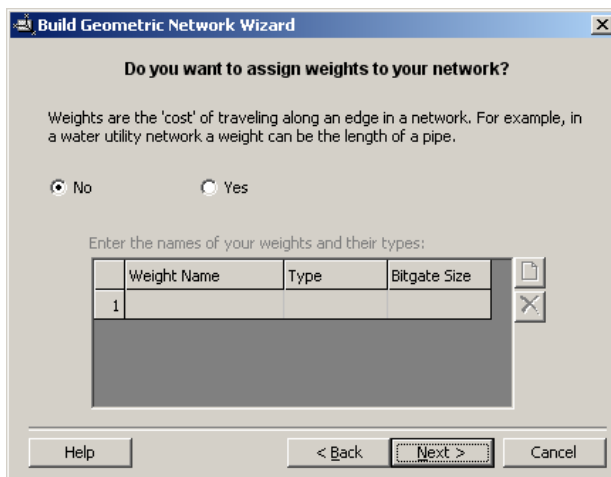 Build Geometric Network Wizard
Do you want to assign weights to your network?
Weights are the 'cost' of traveling along an edge in a network. For example, in
a water utility network a weight can be the length of a pipe.
No Yes
Enter the names of your weights and their types:
Weight Name Type Bitgate Size
1
Help < Back Next > Cancel